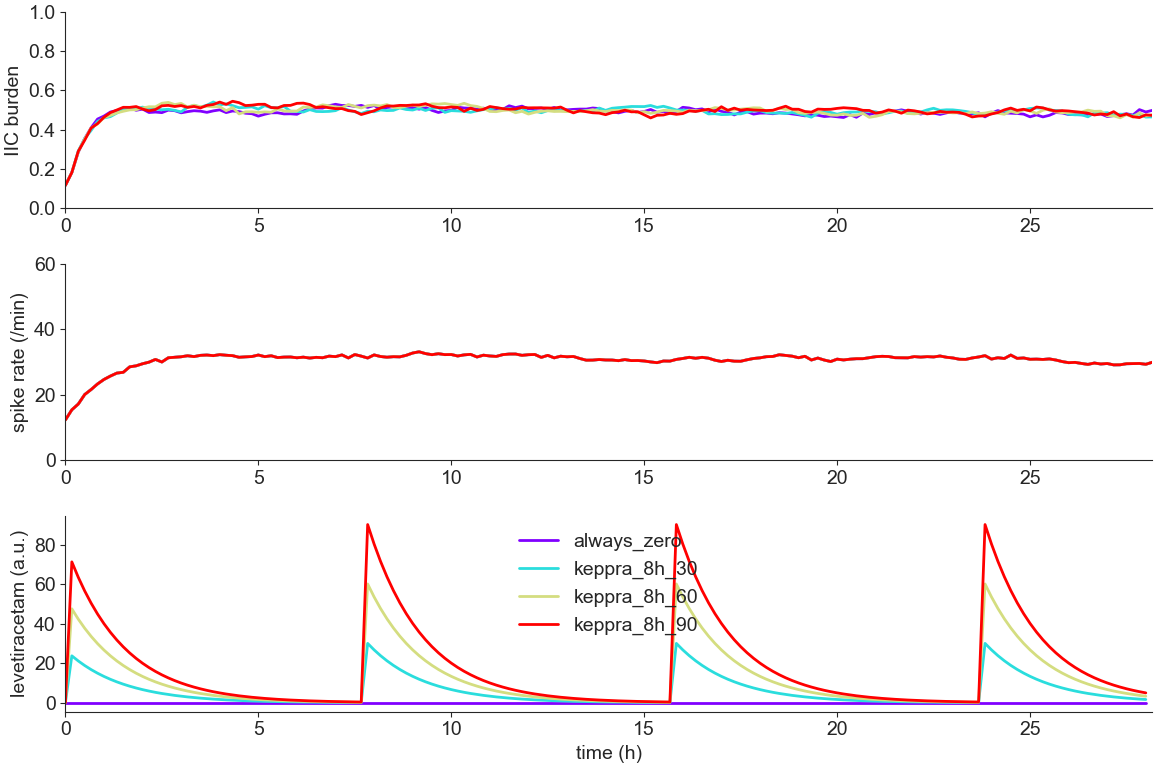 IIC burden
1.0
0.8
0.6
0.4
0.2
0.0
0 5 10 15 20 25
spike rate (/min)
60
40
20
0
0 5 10 15 20 25
levetiracetam (a.u.)
80
60
40
20
0
always_zero
keppra_8h_30
keppra_8h_60
keppra_8h_90
0 5 10 15 20 25
time (h)